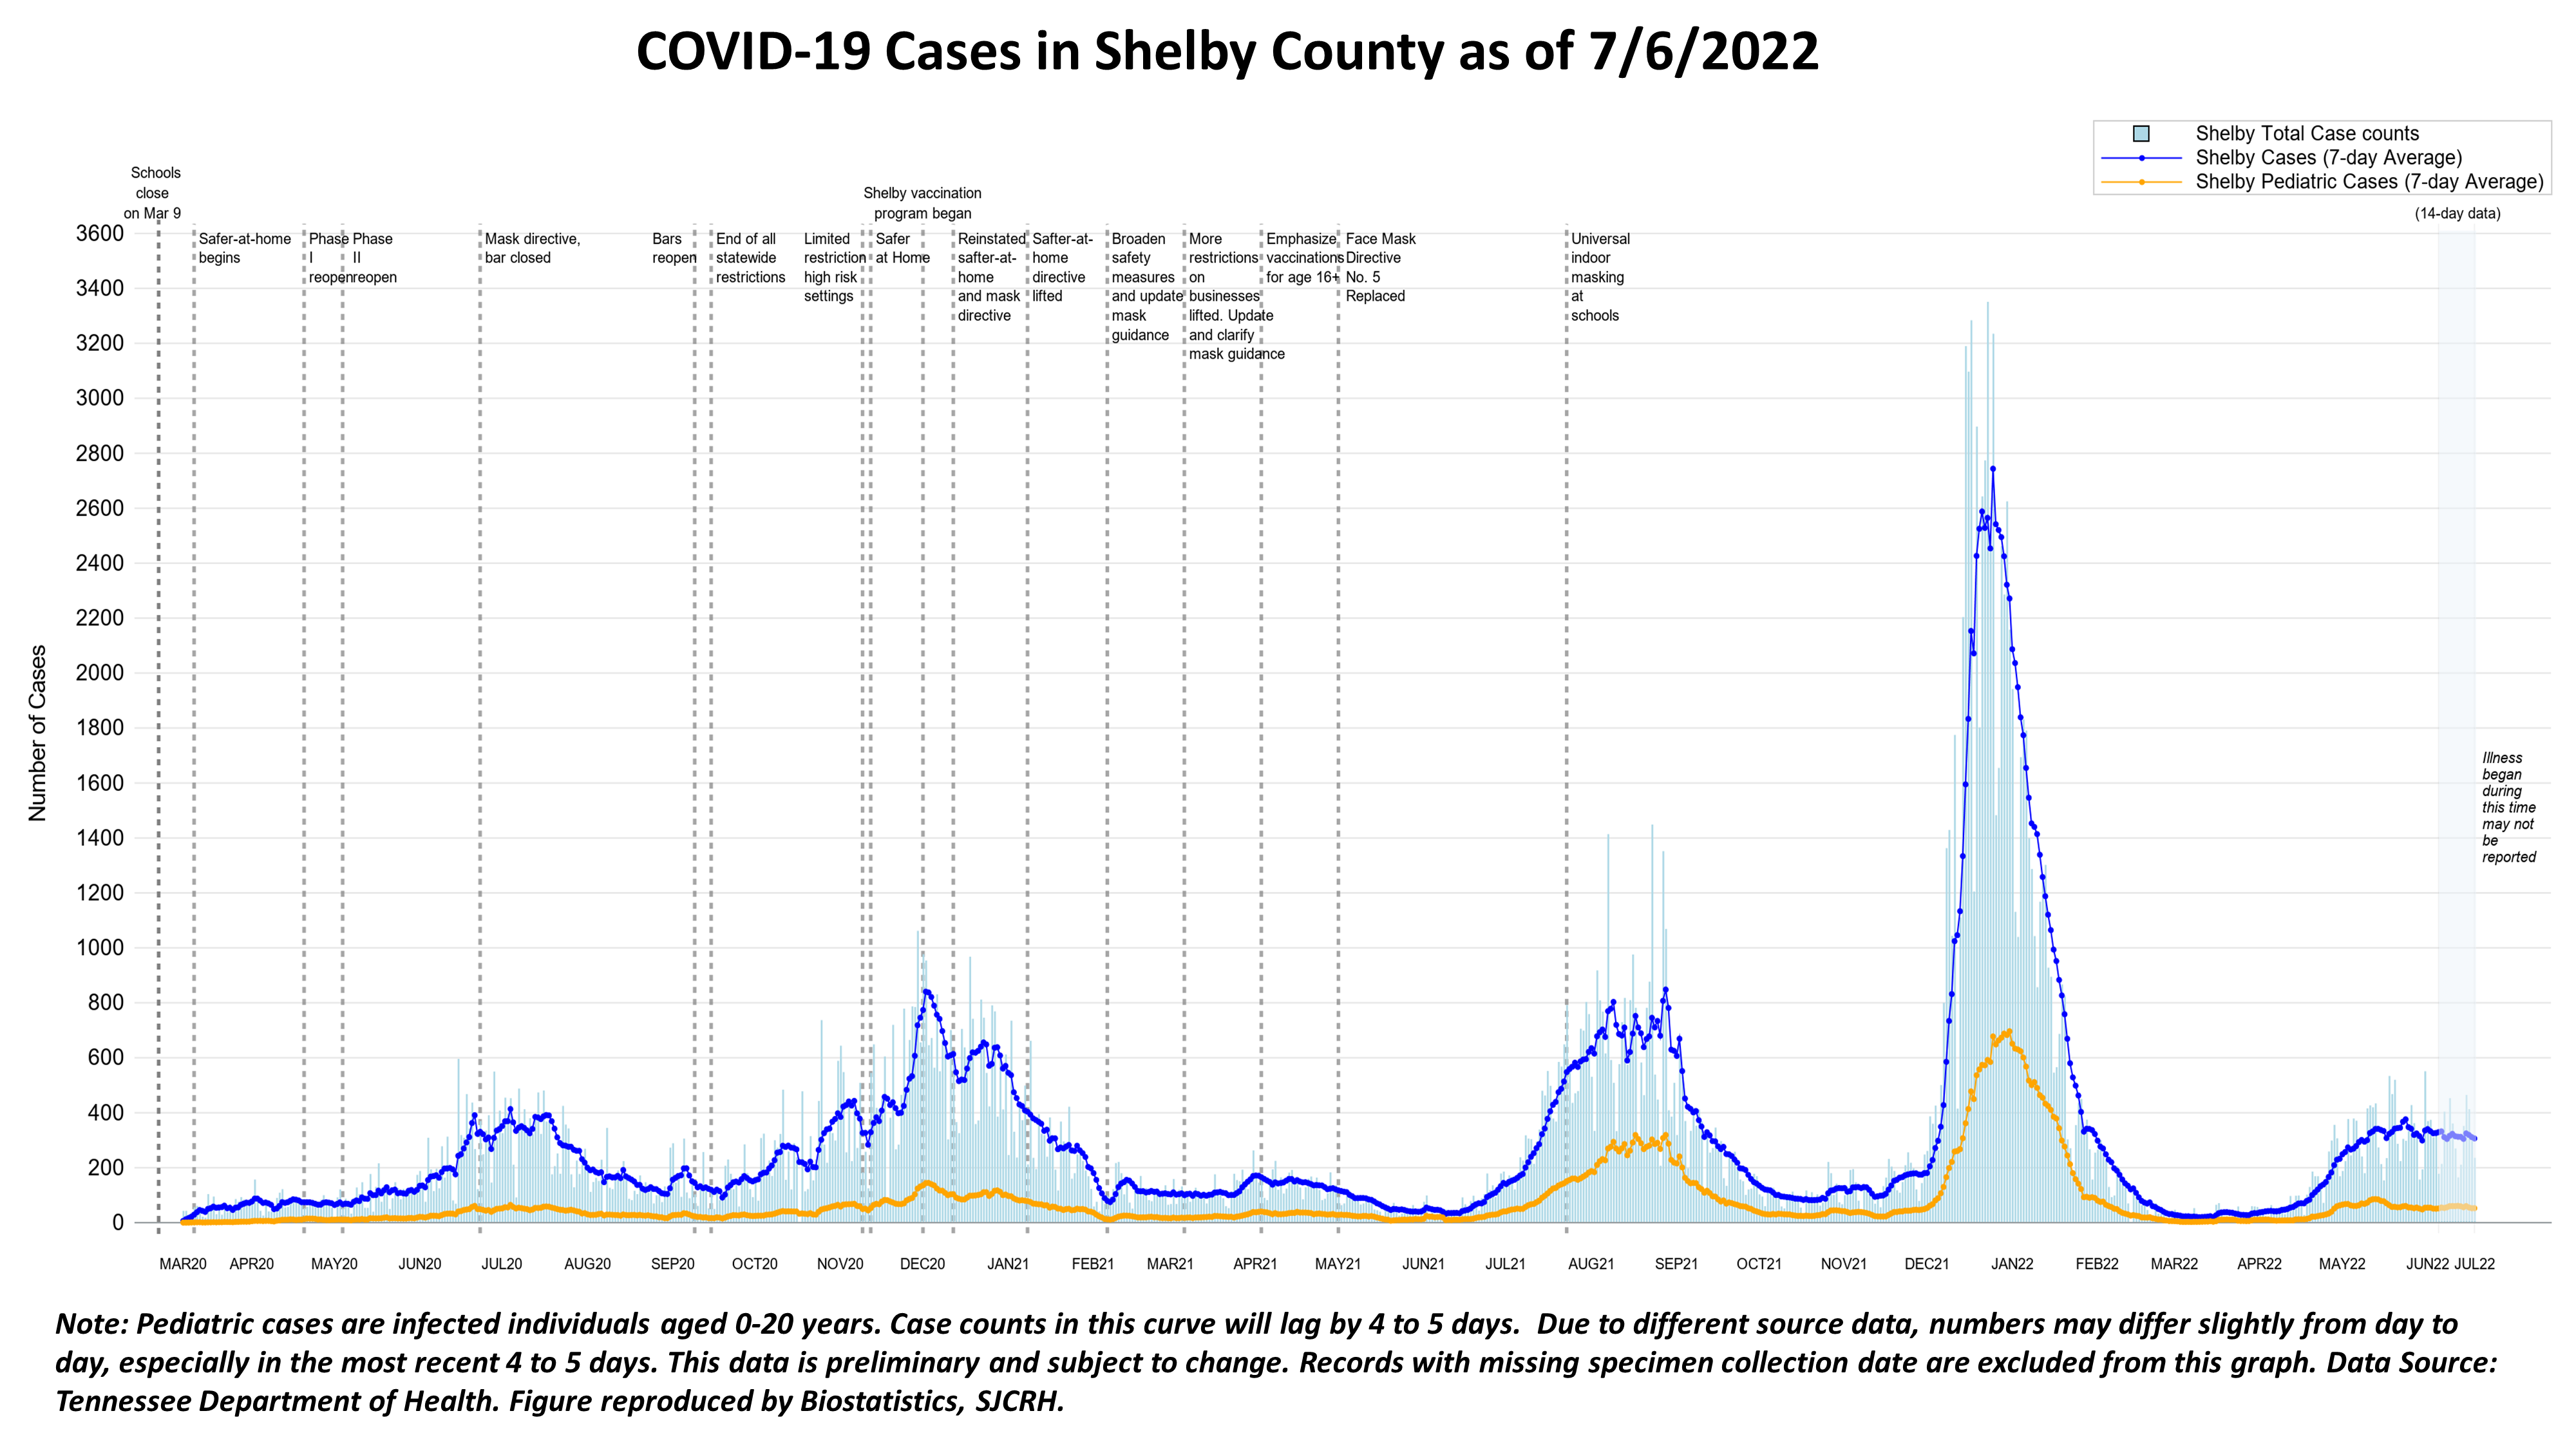 COVID-19 Cases in Shelby County as of 7/6/2022
Shelby Total Case counts
Shelby Cases (7-day Average)
Shelby Pediatric Cases (7-day Average)
(14-day data)
Schools
close
on Mar 9
Shelby vaccination
program began
Safer-at-home
begins
Phase
I
reopen
Phase
II
reopen
Mask directive,
bar closed
Bars
reopen
End of all
statewide
restrictions
Limited
restriction
high risk
settings
Safer
at Home
Reinstated
safter-at-
home
and mask
directive
Safter-at-
home
directive
lifted
Broaden
safety
measures
and update
mask
guidance
More
restrictions
on
businesses
lifted. Update
and clarify
mask guidance
Emphasize
vaccinations
for age 16+
Face Mask
Directive
No. 5
Replaced
Universal
indoor
masking
at
schools
Number of Cases
3600
3400
3200
3000
2800
2600
2400
2200
2000
1800
1600
1400
1200
1000
800
600
400
200
0
Illness
began
during
this time
may not
be
reported
MAR20 APR20 MAY20 JUN20 JUL20 AUG20 SEP20 OCT20 NOV20 DEC20 JAN21 FEB21 MAR21 APR21 MAY21 JUN21 JUL21 AUG21 SEP21 OCT21 NOV21 DEC21 JAN22 FEB22 MAR22 APR22 MAY22 JUN22 JUL22
Note: Pediatric cases are infected individuals aged 0-20 years. Case counts in this curve will lag by 4 to 5 days.  Due to different source data, numbers may differ slightly from day to
day, especially in the most recent 4 to 5 days. This data is preliminary and subject to change. Records with missing specimen collection date are excluded from this graph. Data Source:
Tennessee Department of Health. Figure reproduced by Biostatistics, SJCRH.